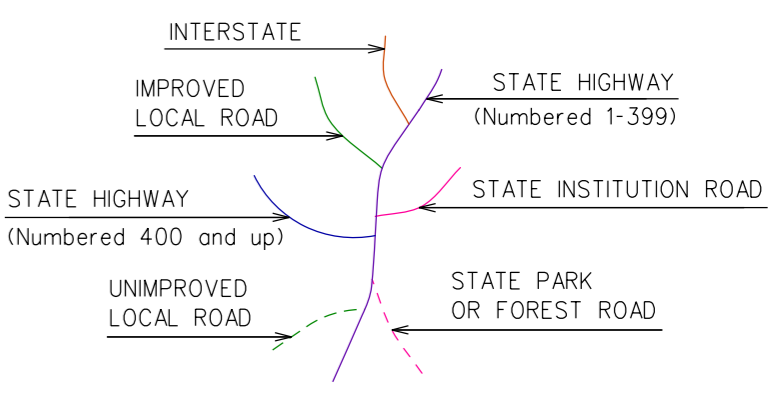 INTERSTATE
STATE HIGHWAY
(Numbered 1-399)
IMPROVED
LOCAL ROAD
STATE INSTITUTION ROAD
STATE HIGHWAY
(Numbered 400 and up)
STATE PARK
OR FOREST ROAD
UNIMPROVED
LOCAL ROAD